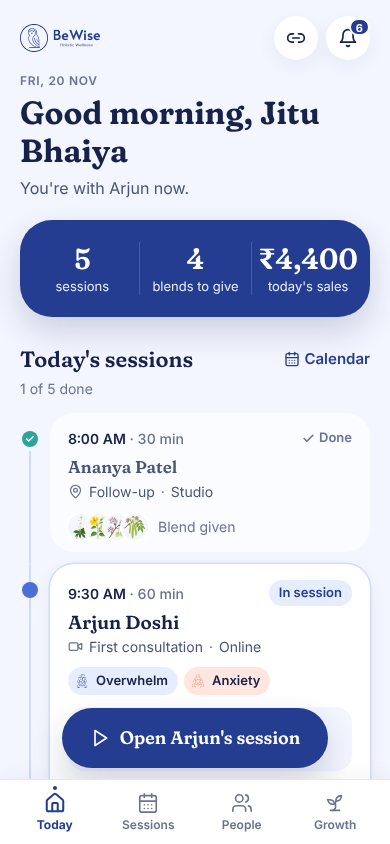 BeWise
Holistic Wellness
6
FRI, 20 NOV
Good morning, Jitu
Bhaiya
You're with Arjun now.
5
sessions
4
blends to give
₹4,400
today's sales
Today's sessions
Calendar
1 of 5 done
8:00 AM · 30 min
Done
Ananya Patel
Follow-up · Studio
Blend given
9:30 AM · 60 min
In session
Arjun Doshi
First consultation · Online
Overwhelm
Anxiety
Open Arjun's session
Today
Sessions
People
Growth